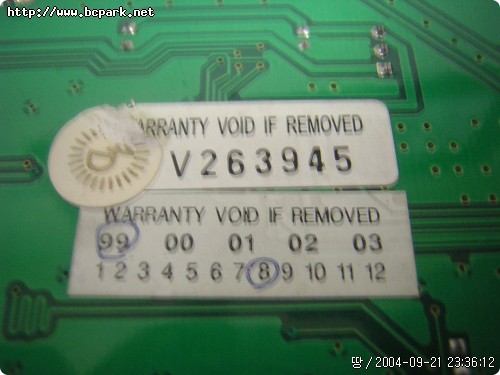 http://www.bcpark.net
WARRANTY VOID IF REMOVED
V263945
WARRANTY VOID IF REMOVED
99 00 01 02 03
1 2 3 4 5 6 7 8 9 10 11 12
땅/2004-09-21 23:36:12